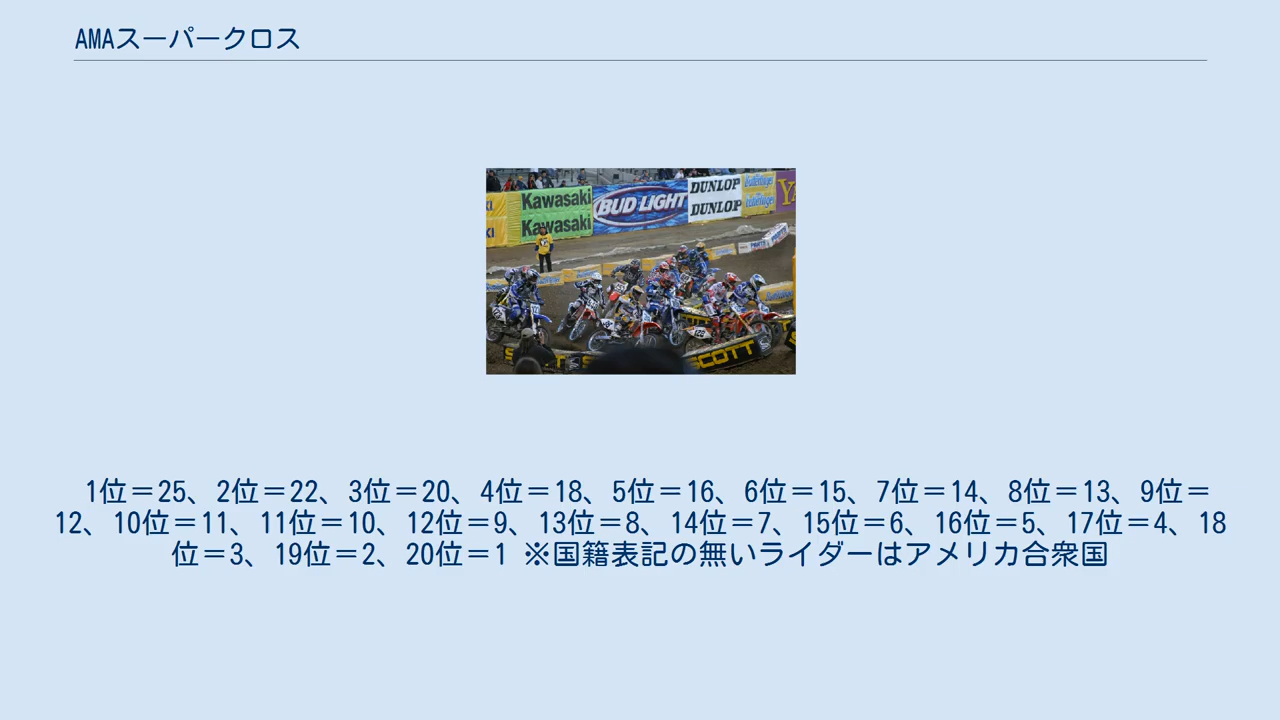 AMAスーパークロス
Kawasaki
Kawasaki
BUD LIGHT
DUNLOP
DUNLOP
SCOTT
1位＝25、2位＝22、3位＝20、4位＝18、5位＝16、6位＝15、7位＝14、8位＝13、9位＝
12、10位＝11、11位＝10、12位＝9、13位＝8、14位＝7、15位＝6、16位＝5、17位＝4、18
位＝3、19位＝2、20位＝1 ※国籍表記の無いライダーはアメリカ合衆国